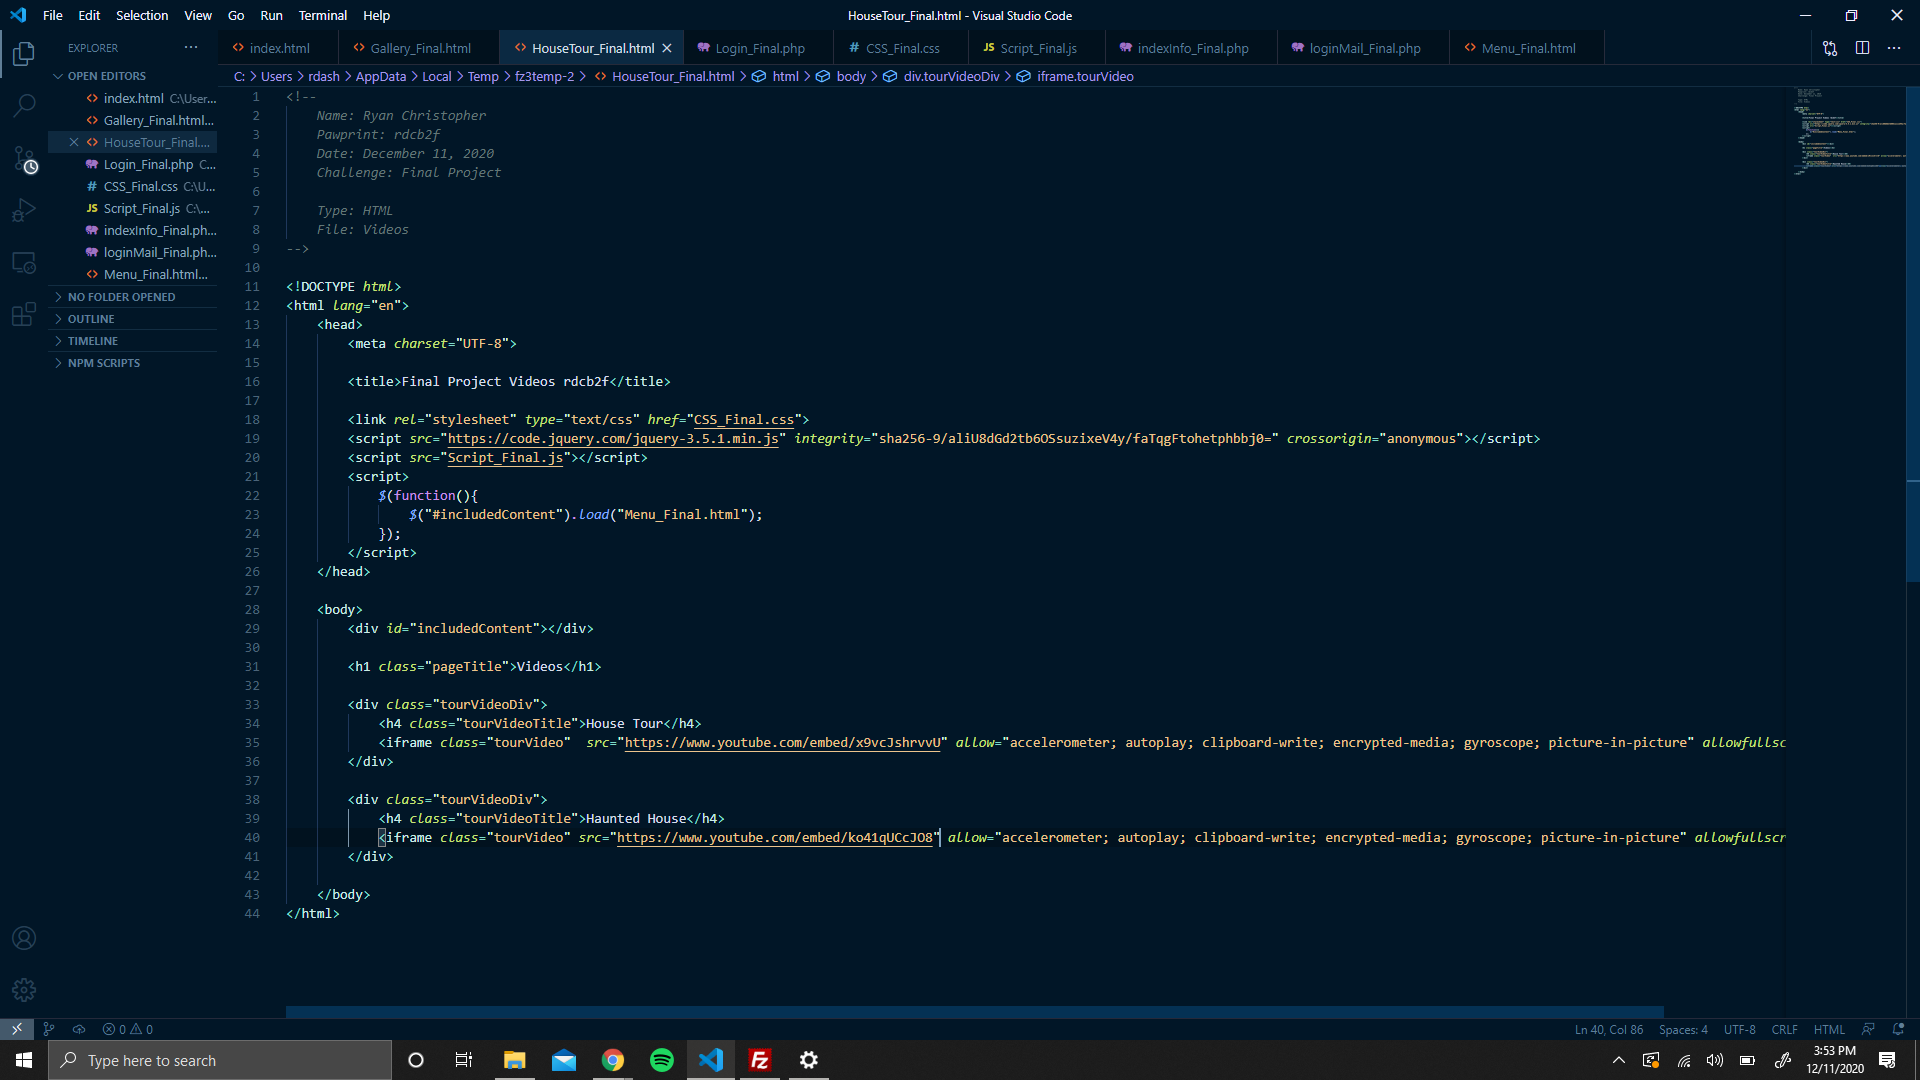 File Edit Selection View Go Run Terminal Help
HouseTour_Final.html - Visual Studio Code
EXPLORER
index.html Gallery_Final.html HouseTour_Final.html Login_Final.php CSS_Final.css Script_Final.js indexInfo_Final.php loginMail_Final.php Menu_Final.html
C: > Users > rdash > AppData > Local > Temp > fz3temp-2 > HouseTour_Final.html > html > body > div.tourVideoDiv > iframe.tourVideo
OPEN EDITORS
index.html C:\User...
Gallery_Final.html...
HouseTour_Final....
Login_Final.php C...
CSS_Final.css C:\U...
Script_Final.js C:\...
indexInfo_Final.ph...
loginMail_Final.ph...
Menu_Final.html...
NO FOLDER OPENED
OUTLINE
TIMELINE
NPM SCRIPTS
1 <!--
2 Name: Ryan Christopher
3 Pawprint: rdcb2f
4 Date: December 11, 2020
5 Challenge: Final Project
6
7 Type: HTML
8 File: Videos
9 -->
10
11 <!DOCTYPE html>
12 <html lang="en">
13 <head>
14 <meta charset="UTF-8">
15
16 <title>Final Project Videos rdcb2f</title>
17
18 <link rel="stylesheet" type="text/css" href="CSS_Final.css">
19 <script src="https://code.jquery.com/jquery-3.5.1.min.js" integrity="sha256-9/aliU8dGd2tb6OSsuzixeV4y/faTqgFtohetphbbj0=" crossorigin="anonymous"></script>
20 <script src="Script_Final.js"></script>
21 <script>
22 $(function(){
23 $("#includedContent").load("Menu_Final.html");
24 });
25 </script>
26 </head>
27
28 <body>
29 <div id="includedContent"></div>
30
31 <h1 class="pageTitle">Videos</h1>
32
33 <div class="tourVideoDiv">
34 <h4 class="tourVideoTitle">House Tour</h4>
35 <iframe class="tourVideo"  src="https://www.youtube.com/embed/x9vcJshrvvU" allow="accelerometer; autoplay; clipboard-write; encrypted-media; gyroscope; picture-in-picture" allowfullsc
36 </div>
37
38 <div class="tourVideoDiv">
39 <h4 class="tourVideoTitle">Haunted House</h4>
40 <iframe class="tourVideo" src="https://www.youtube.com/embed/ko41qUCcJO8" allow="accelerometer; autoplay; clipboard-write; encrypted-media; gyroscope; picture-in-picture" allowfullscr
41 </div>
42
43 </body>
44 </html>
0 0
Ln 40, Col 86 Spaces: 4 UTF-8 CRLF HTML
Type here to search
3:53 PM
12/11/2020